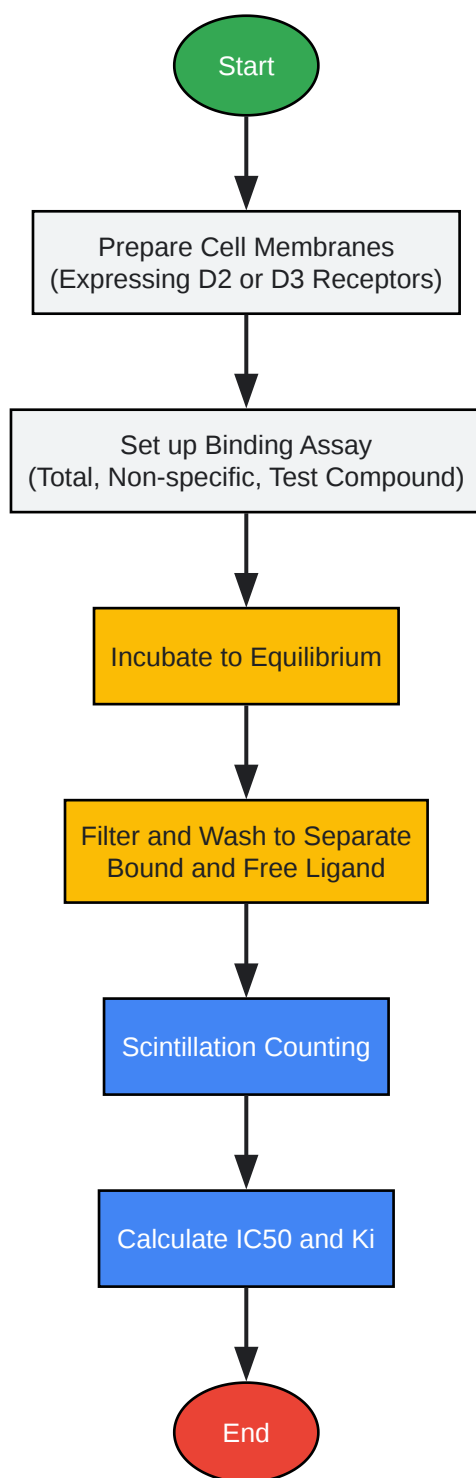 Start
Prepare Cell Membranes
(Expressing D2 or D3 Receptors)
Set up Binding Assay
(Total, Non-specific, Test Compound)
Incubate to Equilibrium
Filter and Wash to Separate
Bound and Free Ligand
Scintillation Counting
Calculate IC50 and Ki
End